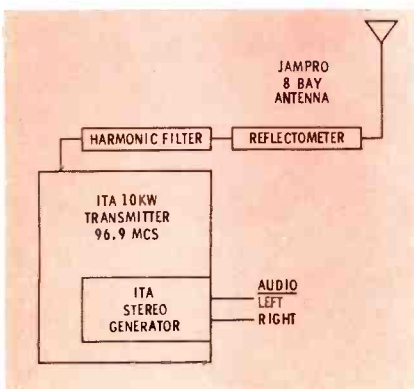 JAMPRO
8 BAY
ANTENNA
HARMONIC FILTER
REFLECTOMETER
ITA 10KW
TRANSMITTER
96.9 MCS
ITA
STEREO
GENERATOR
AUDIO
LEFT
RIGHT